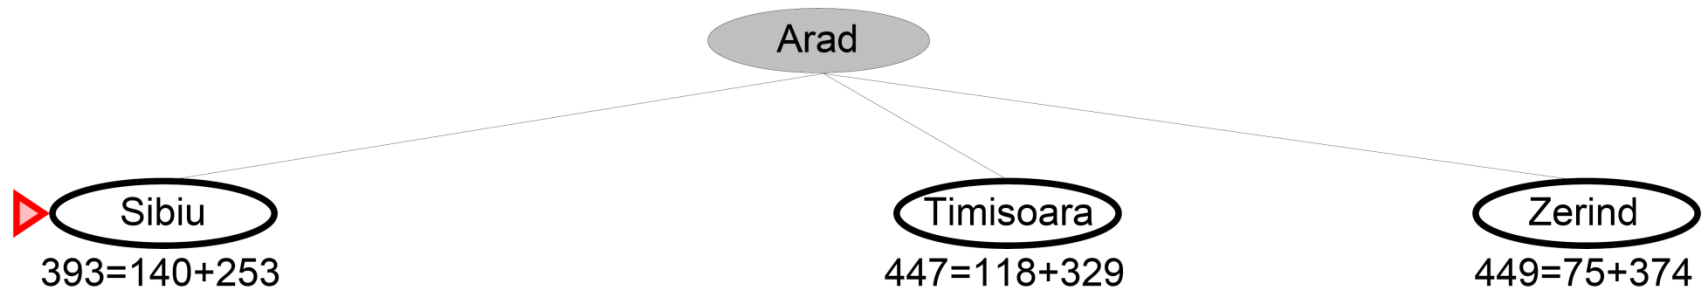 Arad
Sibiu
Timisoara
Zerind
393=140+253
447=118+329
449=75+374